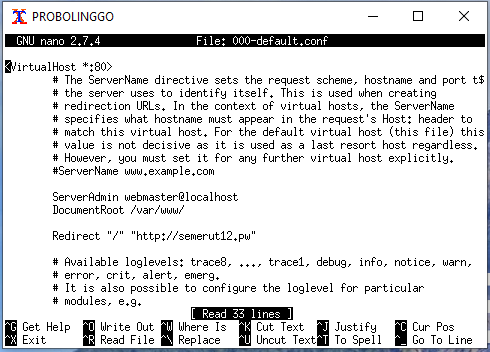 PROBOLINGGO
GNU nano 2.7.4 File: 000-default.conf
<VirtualHost *:80>
# The ServerName directive sets the request scheme, hostname and port t$
# the server uses to identify itself. This is used when creating
# redirection URLs. In the context of virtual hosts, the ServerName
# specifies what hostname must appear in the request's Host: header to
# match this virtual host. For the default virtual host (this file) this
# value is not decisive as it is used as a last resort host regardless.
# However, you must set it for any further virtual host explicitly.
#ServerName www.example.com
ServerAdmin webmaster@localhost
DocumentRoot /var/www/
Redirect "/" "http://semerut12.pw"
# Available loglevels: trace8, ..., trace1, debug, info, notice, warn,
# error, crit, alert, emerg.
# It is also possible to configure the loglevel for particular
# modules, e.g.
[ Read 33 lines ]
^G Get Help ^O Write Out ^W Where Is ^K Cut Text ^J Justify ^C Cur Pos
^X Exit ^R Read File ^\ Replace ^U Uncut Text ^T To Spell ^_ Go To Line